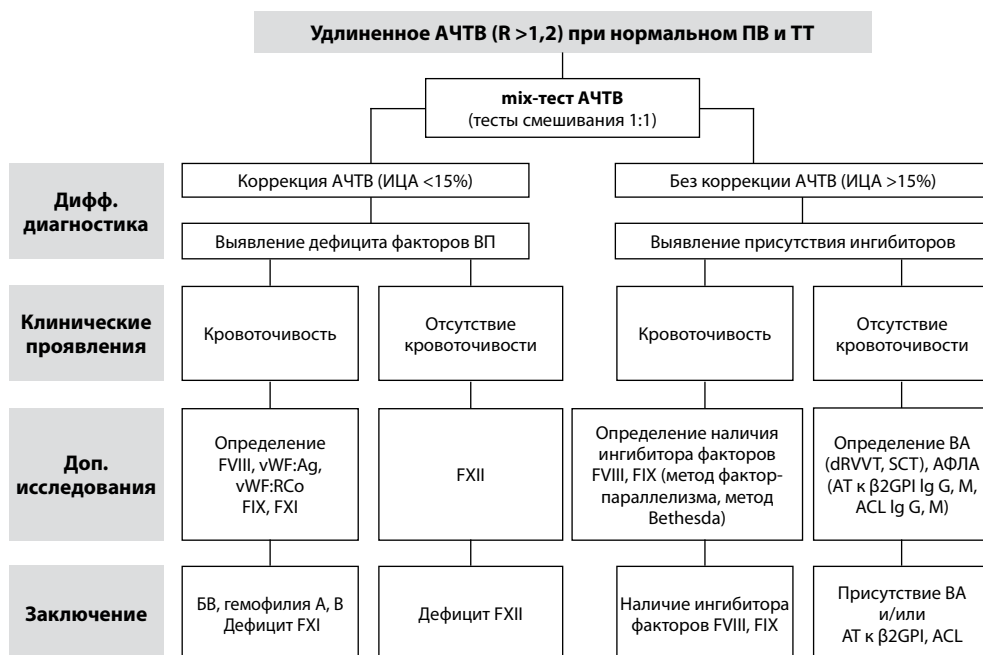 Удлиненное АЧТВ (R >1,2) при нормальном ПВ и ТТ
mix-тест АЧТВ
(тесты смешивания 1:1)
Дифф.
диагностика
Коррекция АЧТВ (ИЦА <15%)
Без коррекции АЧТВ (ИЦА >15%)
Выявление дефицита факторов ВП
Выявление присутствия ингибиторов
Клинические
проявления
Кровоточивость
Отсутствие
кровоточивости
Кровоточивость
Отсутствие
кровоточивости
Доп.
исследования
Определение
FVIII, vWF:Ag,
vWF:RCo
FIX, FXI
FXII
Определение наличия
ингибитора факторов
FVIII, FIX (метод фактор-
параллелизма, метод
Bethesda)
Определение ВА
(dRVVT, SCT), АФЛА
(АТ к β2GPI Ig G, M,
ACL Ig G, M)
Заключение
БВ, гемофилия А, В
Дефицит FXI
Дефицит FXII
Наличие ингибитора
факторов FVIII, FIX
Присутствие ВА
и/или
АТ к β2GPI, ACL